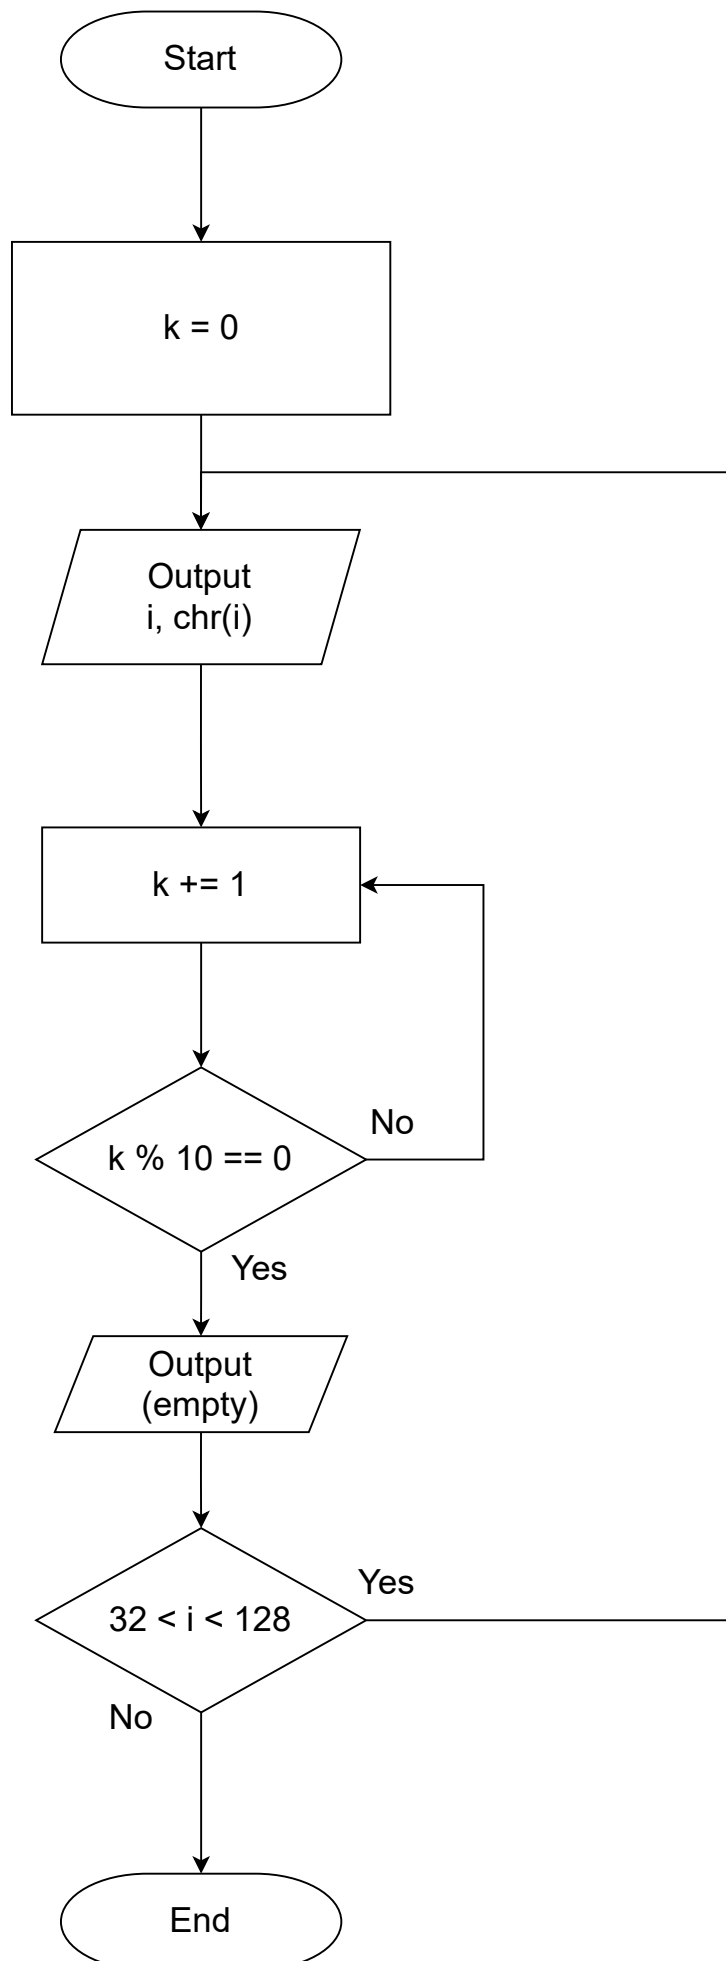 Start
k = 0
Output
i, chr(i)
k += 1
No
k % 10 == 0
Yes
Output
(empty)
Yes
32 < i < 128
No
End